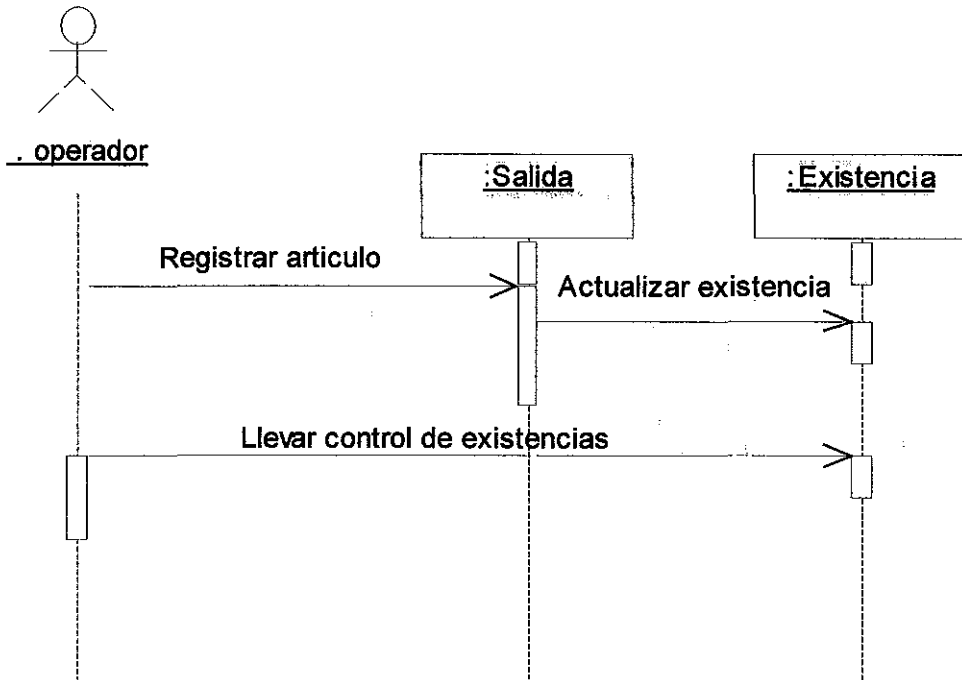 . operador
:Salida
:Existencia
Registrar articulo
Actualizar existencia
Llevar control de existencias